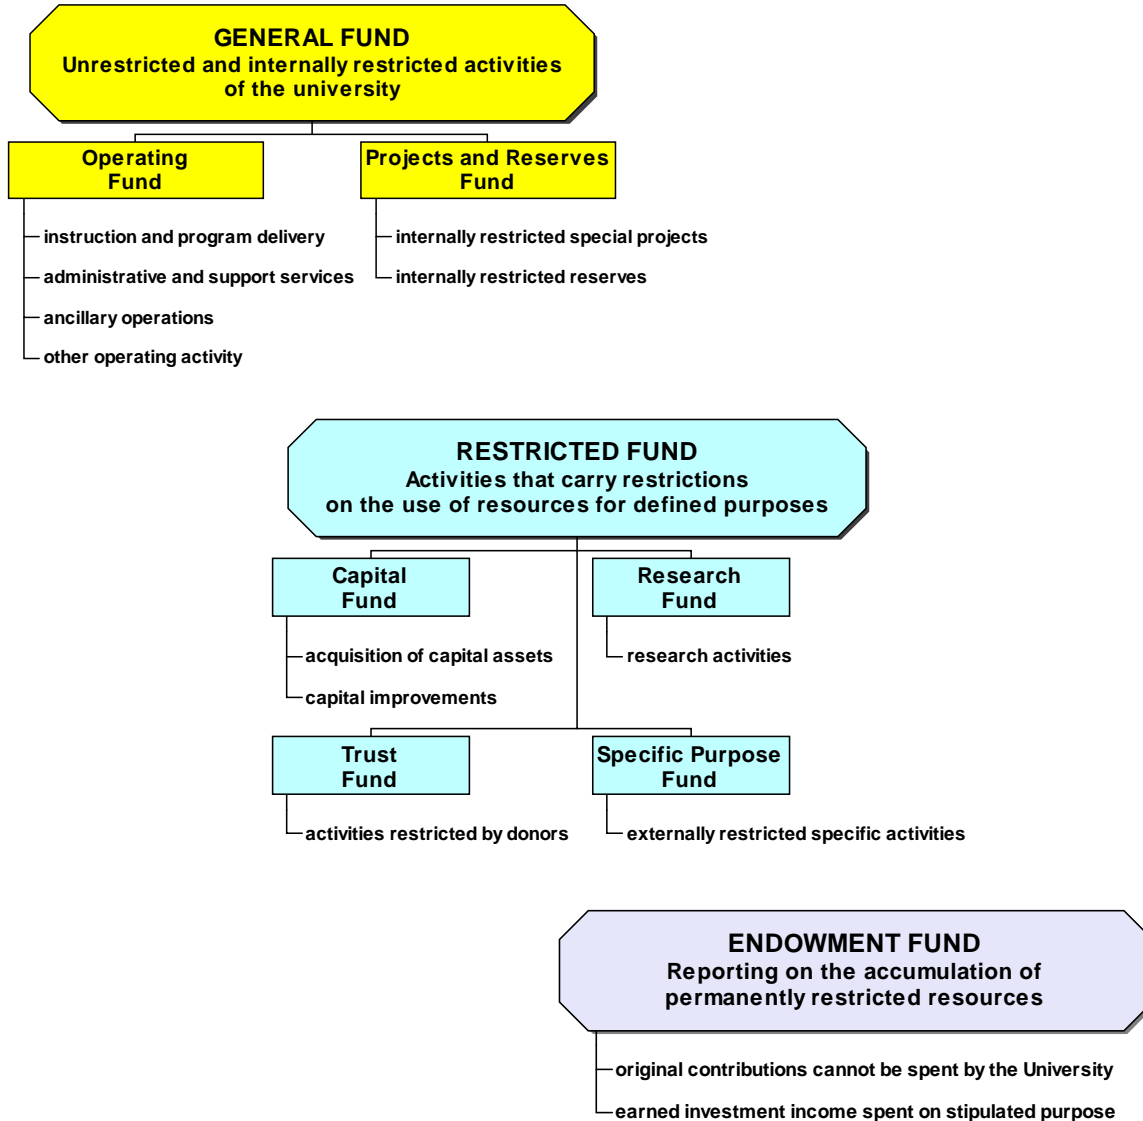 GENERAL FUND
Unrestricted and internally restricted activities
of the university
Operating
Fund
Projects and Reserves
Fund
instruction and program delivery
administrative and support services
ancillary operations
other operating activity
internally restricted special projects
internally restricted reserves
RESTRICTED FUND
Activities that carry restrictions
on the use of resources for defined purposes
Capital
Fund
acquisition of capital assets
capital improvements
Research
Fund
research activities
Trust
Fund
activities restricted by donors
Specific Purpose
Fund
externally restricted specific activities
ENDOWMENT FUND
Reporting on the accumulation of
permanently restricted resources
original contributions cannot be spent by the University
earned investment income spent on stipulated purpose